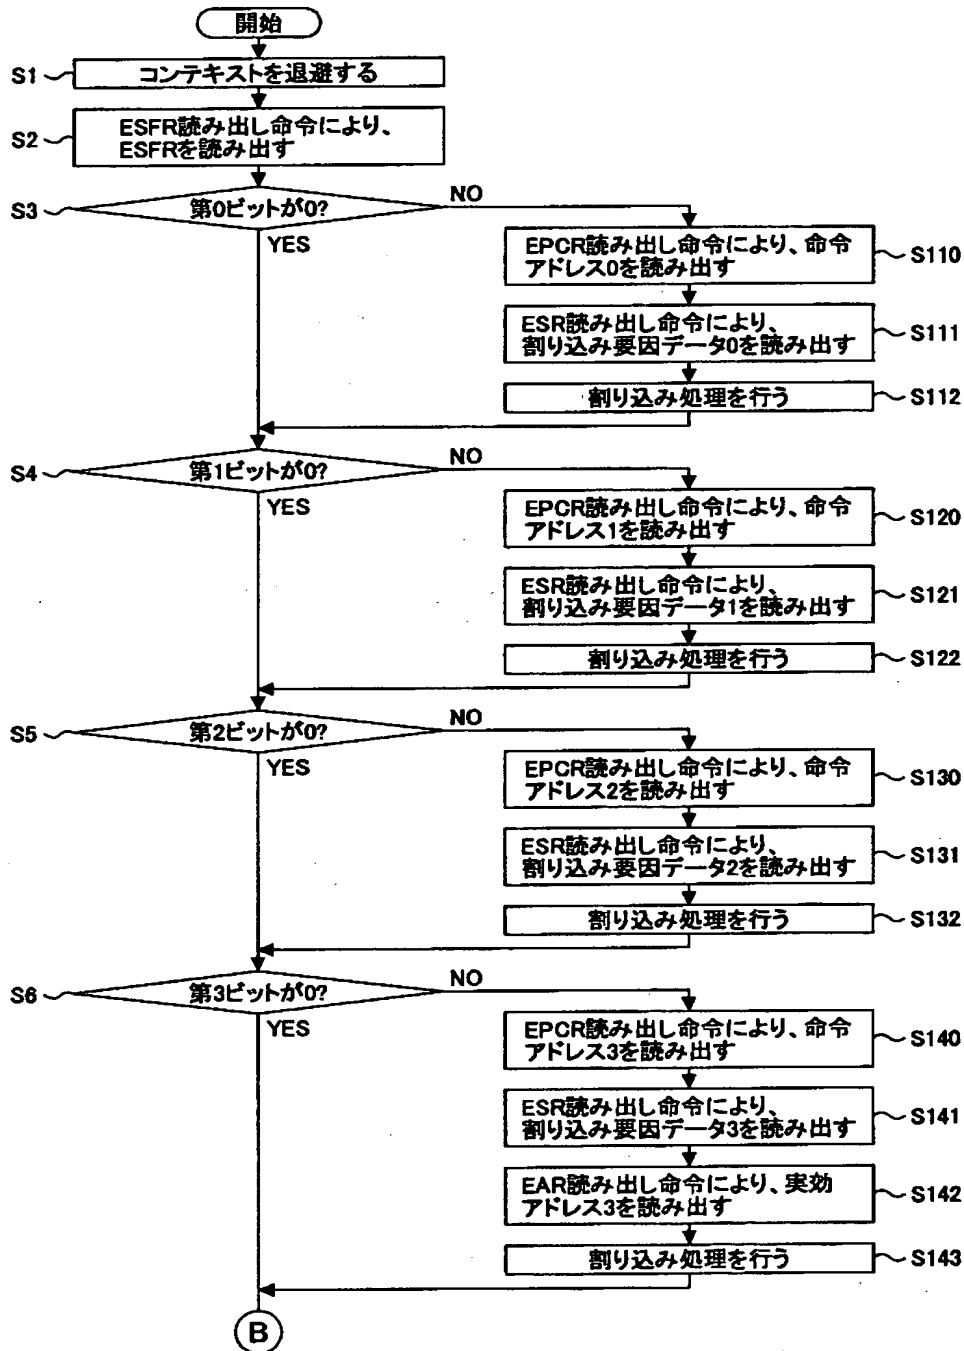 開始
S1
コンテキストを退避する
S2
ESFR読み出し命令により、
ESFRを読み出す
S3
第0ビットが0?
NO
YES
EPCR読み出し命令により、命令
アドレス0を読み出す
S110
ESR読み出し命令により、
割り込み要因データ0を読み出す
S111
割り込み処理を行う
S112
S4
第1ビットが0?
NO
YES
EPCR読み出し命令により、命令
アドレス1を読み出す
S120
ESR読み出し命令により、
割り込み要因データ1を読み出す
S121
割り込み処理を行う
S122
S5
第2ビットが0?
NO
YES
EPCR読み出し命令により、命令
アドレス2を読み出す
S130
ESR読み出し命令により、
割り込み要因データ2を読み出す
S131
割り込み処理を行う
S132
S6
第3ビットが0?
NO
YES
EPCR読み出し命令により、命令
アドレス3を読み出す
S140
ESR読み出し命令により、
割り込み要因データ3を読み出す
S141
EAR読み出し命令により、実効
アドレス3を読み出す
S142
割り込み処理を行う
S143
B